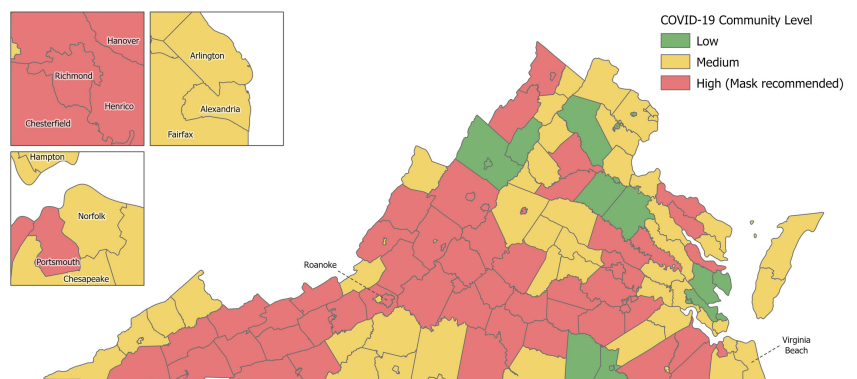 COVID-19 Community Level
Low
Medium
High (Mask recommended)
Hanover
Richmond
Henrico
Chesterfield
Arlington
Alexandria
Fairfax
Hampton
Norfolk
Portsmouth
Chesapeake
Roanoke
Virginia
Beach